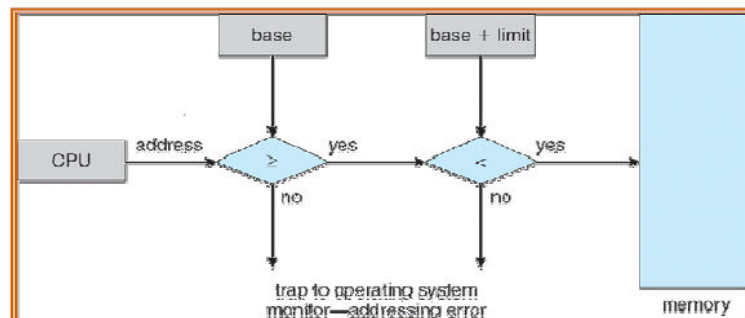 base
base + limit
CPU
address
≥
yes
<
yes
no
no
trap to operating system
monitor—addressing error
memory